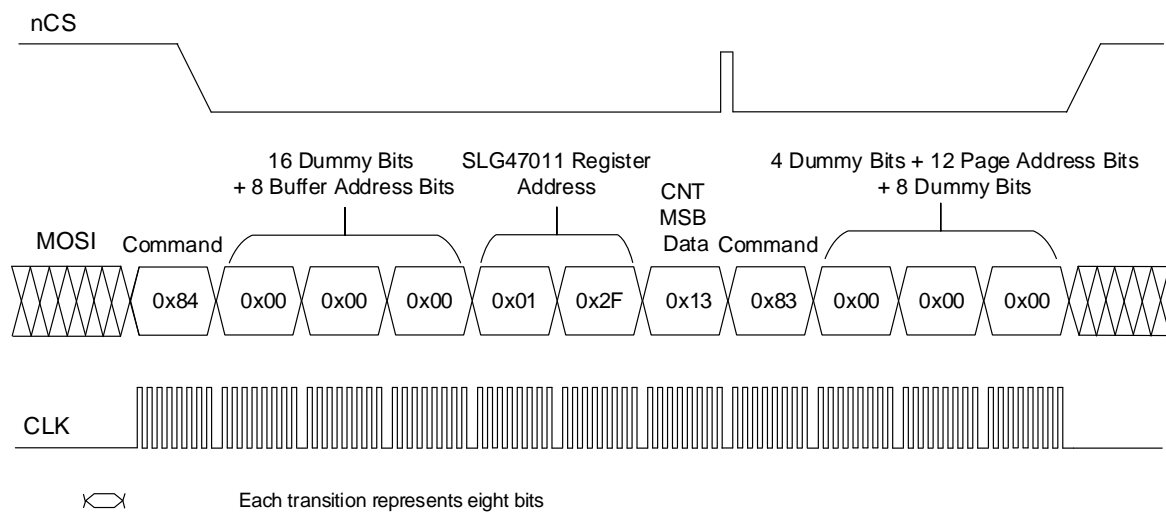 nCS
16 Dummy Bits
+ 8 Buffer Address Bits
SLG47011 Register
Address
CNT
MSB
Data
4 Dummy Bits + 12 Page Address Bits
+ 8 Dummy Bits
MOSI
Command
Command
0x84
0x00
0x00
0x00
0x01
0x2F
0x13
0x83
0x00
0x00
0x00
CLK
Each transition represents eight bits